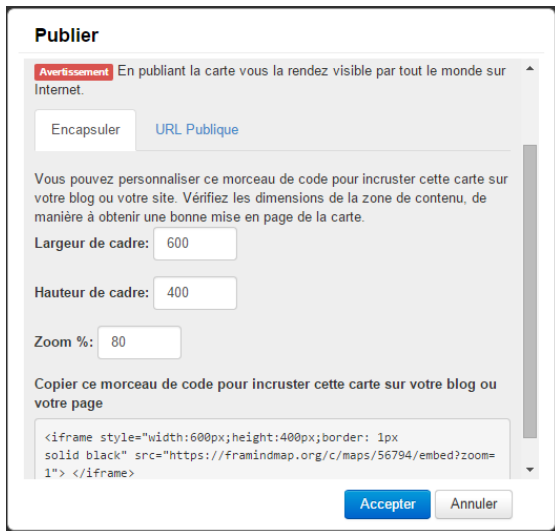 Publier
Avertissement En publiant la carte vous la rendez visible par tout le monde sur
Internet.
Encapsuler URL Publique
Vous pouvez personnaliser ce morceau de code pour incruster cette carte sur
votre blog ou votre site. Vérifiez les dimensions de la zone de contenu, de
manière à obtenir une bonne mise en page de la carte.
Largeur de cadre: 600
Hauteur de cadre: 400
Zoom %: 80
Copier ce morceau de code pour incruster cette carte sur votre blog ou
votre page
<iframe style="width:600px;height:400px;border: 1px
solid black" src="https://framindmap.org/c/maps/56794/embed?zoom=
1"> </iframe>
Accepter Annuler